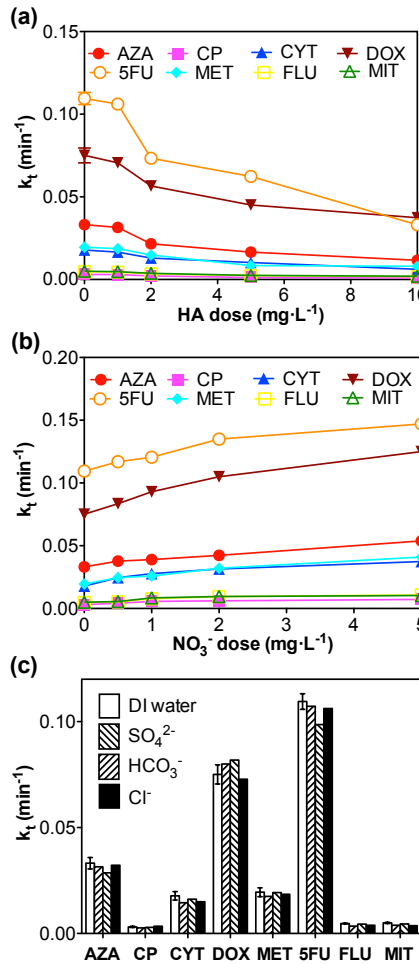 (a)
0.15
AZA CP CYT DOX
5FU MET FLU MIT
0.10
kt (min-1)
0.05
0.00
0 2 4 6 8 10
HA dose (mg·L-1)
(b)
0.20
AZA CP CYT DOX
5FU MET FLU MIT
0.15
kt (min-1)
0.10
0.05
0.00
0 1 2 3 4 5
NO3- dose (mg·L-1)
(c)
DI water
SO42-
HCO3-
Cl-
0.10
kt (min-1)
0.05
0.00
AZA CP CYT DOX MET 5FU FLU MIT